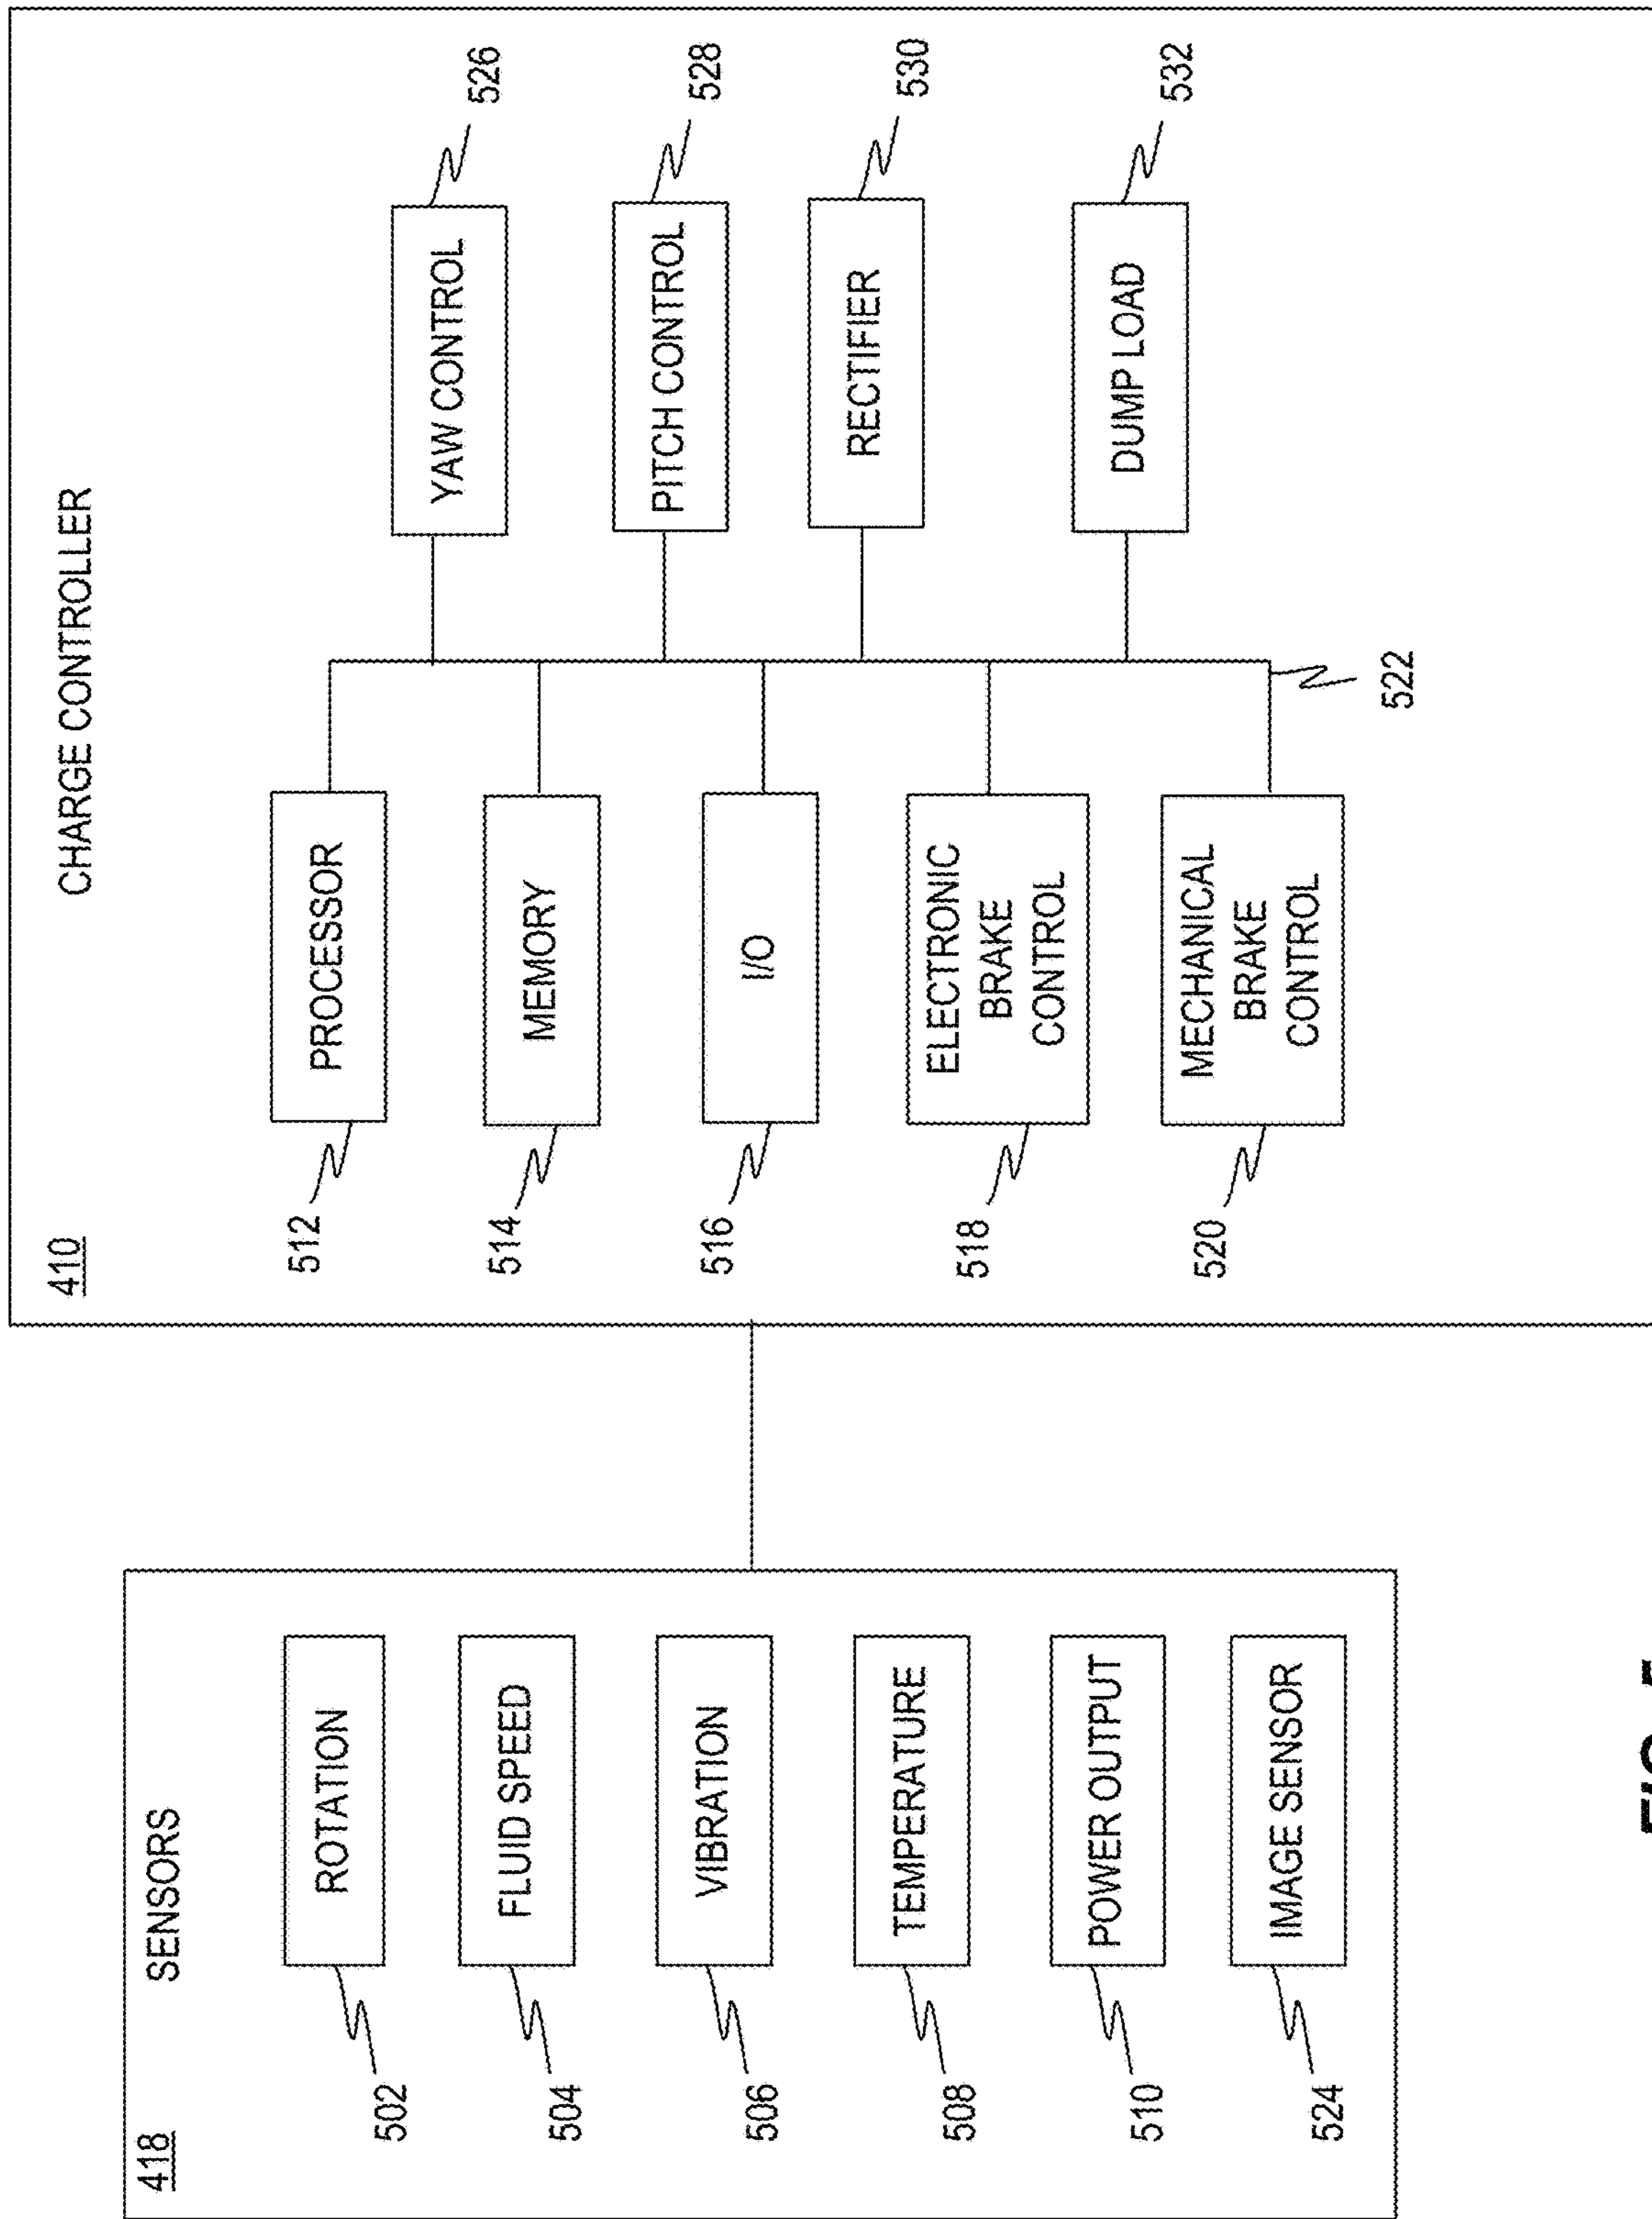 418
SENSORS
502
ROTATION
504
FLUID SPEED
506
VIBRATION
508
TEMPERATURE
510
POWER OUTPUT
524
IMAGE SENSOR
410
CHARGE CONTROLLER
512
PROCESSOR
514
MEMORY
516
I/O
518
ELECTRONIC
BRAKE
CONTROL
520
MECHANICAL
BRAKE
CONTROL
522
YAW CONTROL
526
PITCH CONTROL
528
RECTIFIER
530
DUMP LOAD
532